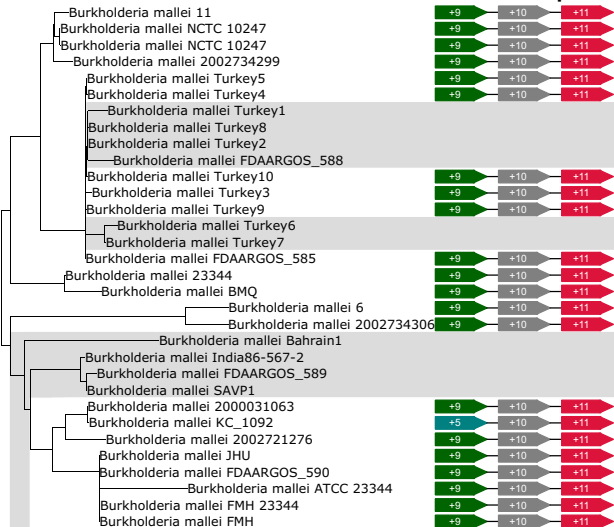 Burkholderia mallei 11 +9 +10 +11
Burkholderia mallei NCTC 10247 +9 +10 +11
Burkholderia mallei NCTC 10247 +9 +10 +11
Burkholderia mallei 2002734299 +9 +10 +11
Burkholderia mallei Turkey5 +9 +10 +11
Burkholderia mallei Turkey4 +9 +10 +11
Burkholderia mallei Turkey1
Burkholderia mallei Turkey8
Burkholderia mallei Turkey2
Burkholderia mallei FDAARGOS_588
Burkholderia mallei Turkey10 +9 +10 +11
Burkholderia mallei Turkey3 +9 +10 +11
Burkholderia mallei Turkey9 +9 +10 +11
Burkholderia mallei Turkey6
Burkholderia mallei Turkey7
Burkholderia mallei FDAARGOS_585 +9 +10 +11
Burkholderia mallei 23344 +9 +10 +11
Burkholderia mallei BMQ +9 +10 +11
Burkholderia mallei 6 +9 +10 +11
Burkholderia mallei 2002734306 +9 +10 +11
Burkholderia mallei Bahrain1
Burkholderia mallei India86-567-2
Burkholderia mallei FDAARGOS_589
Burkholderia mallei SAVP1
Burkholderia mallei 2000031063 +9 +10 +11
Burkholderia mallei KC_1092 +5 +10 +11
Burkholderia mallei 2002721276 +9 +10 +11
Burkholderia mallei JHU +9 +10 +11
Burkholderia mallei FDAARGOS_590 +9 +10 +11
Burkholderia mallei ATCC 23344 +9 +10 +11
Burkholderia mallei FMH 23344 +9 +10 +11
Burkholderia mallei FMH +9 +10 +11